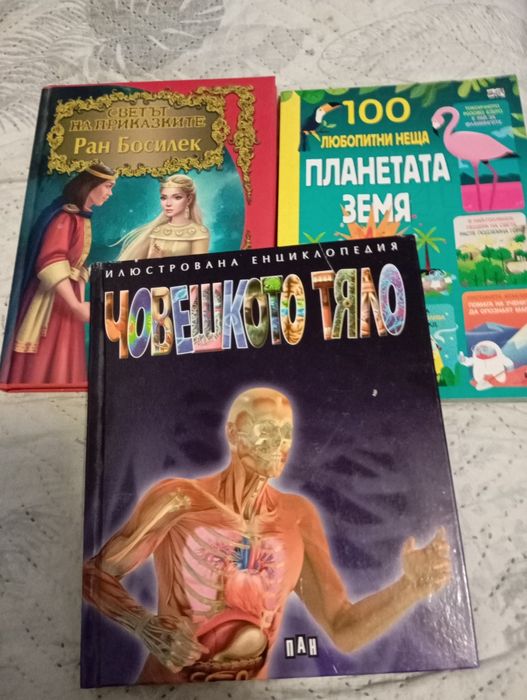 СВЕТЪТ
НА ПРИКАЗКИТЕ
Ран Босилек
100
ЛЮБОПИТНИ НЕЩА
ПЛАНЕТАТА
ЗЕМЯ
ИЛЮСТРОВАНА ЕНЦИКЛОПЕДИЯ
ЧОВЕШКОТО ТЯЛО
ПАН